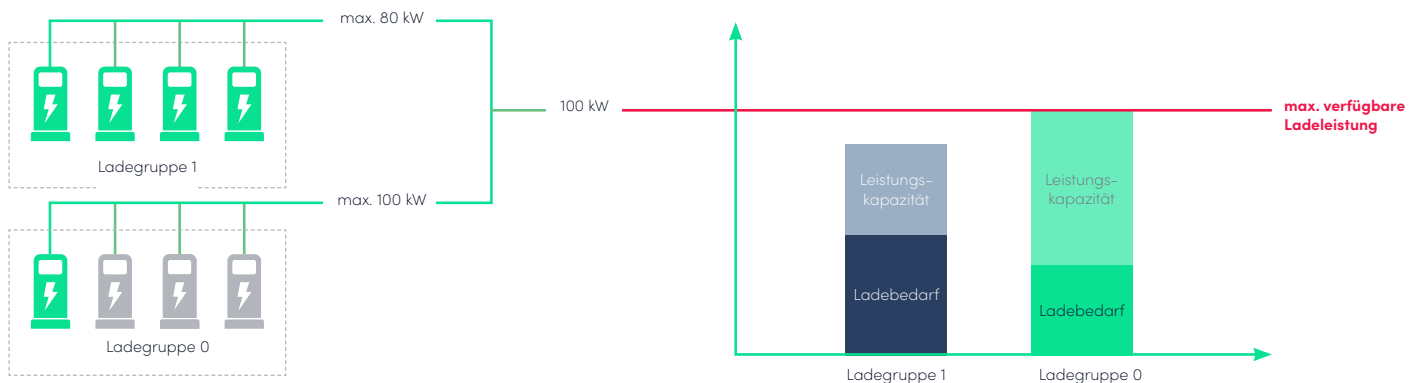 max. 80 kW
Ladegruppe 1
max. 100 kW
Ladegruppe 0
100 kW
max. verfügbare
Ladeleistung
Leistungs-
kapazität
Ladebedarf
Leistungs-
kapazität
Ladebedarf
Ladegruppe 1
Ladegruppe 0